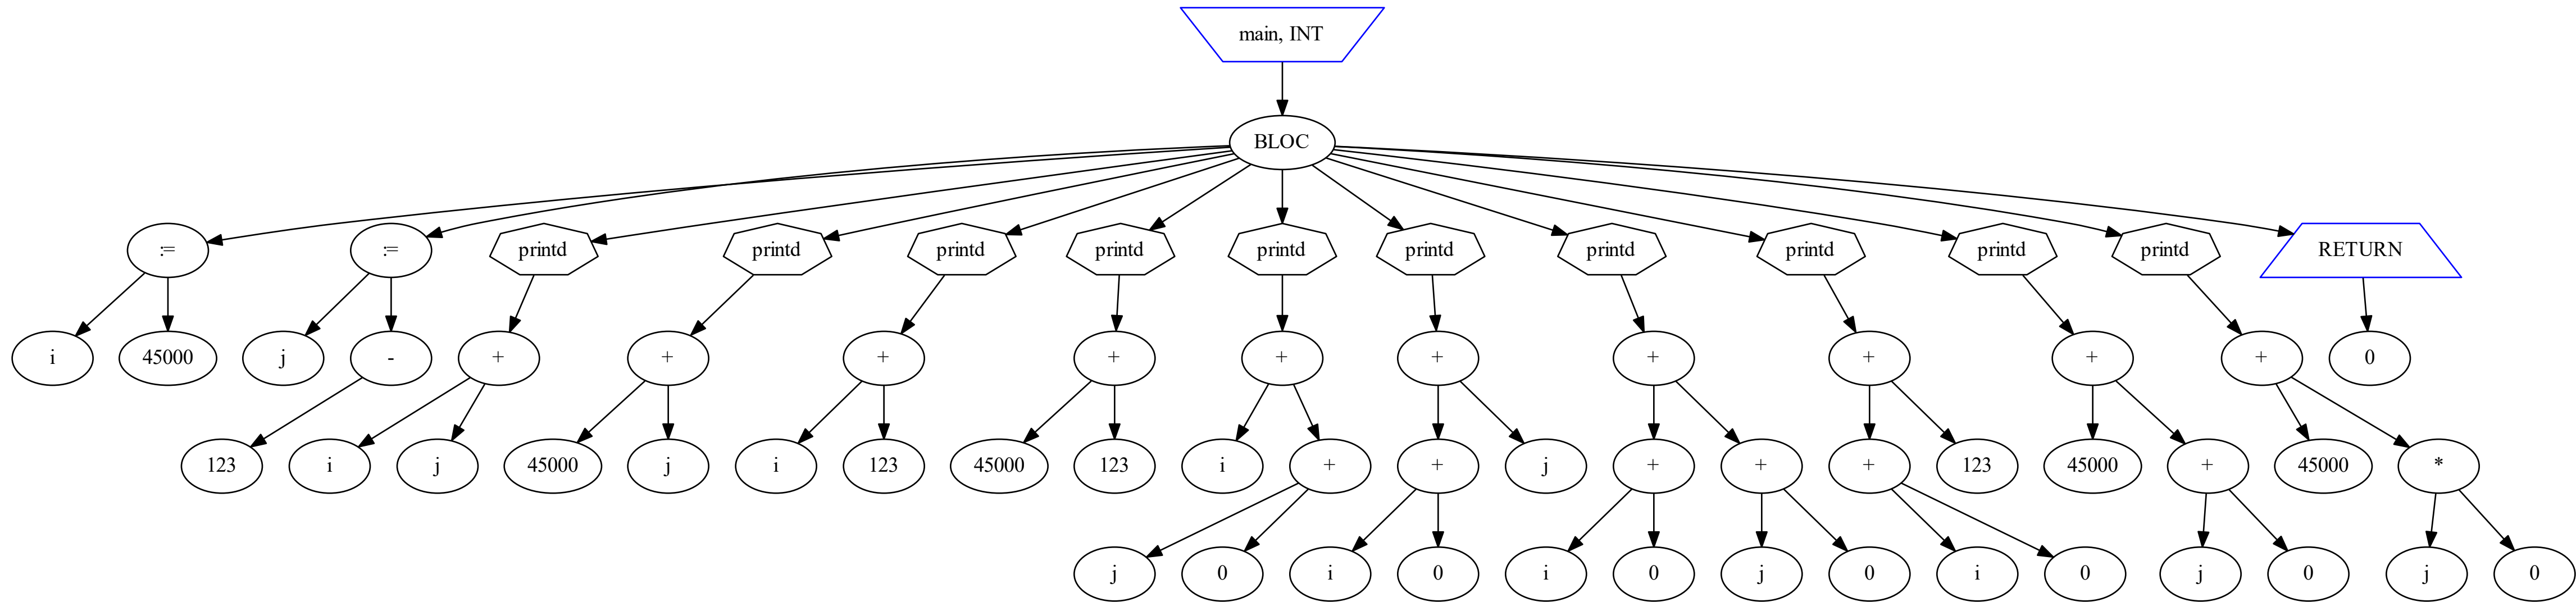 main, INT
BLOC
:= := printd printd printd printd printd printd printd printd printd printd RETURN
i 45000 j - + + + + + + + + + + 0
123 i j 45000 j i 123 45000 123 i + + j + + + 123 45000 + 45000 *
j 0 i 0 i 0 j 0 i 0 j 0 j 0